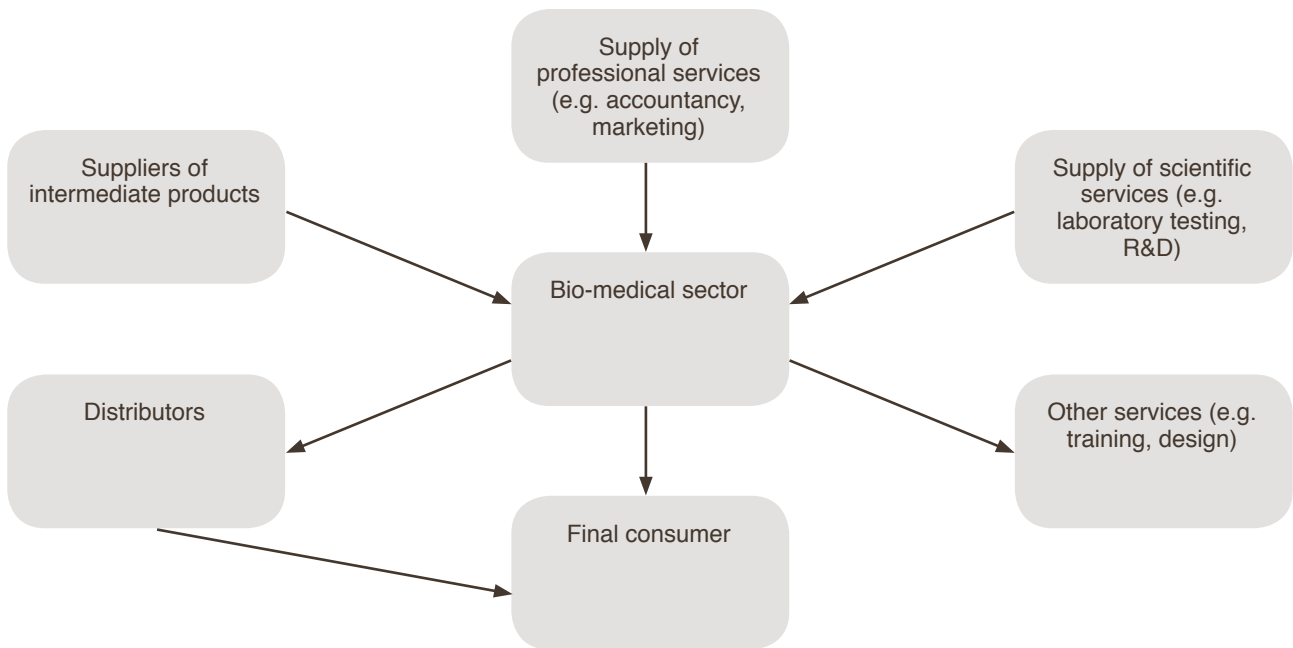 Supply of
professional services
(e.g. accountancy,
marketing)
Suppliers of
intermediate products
Supply of scientific
services (e.g.
laboratory testing,
R&D)
Bio-medical sector
Distributors
Other services (e.g.
training, design)
Final consumer